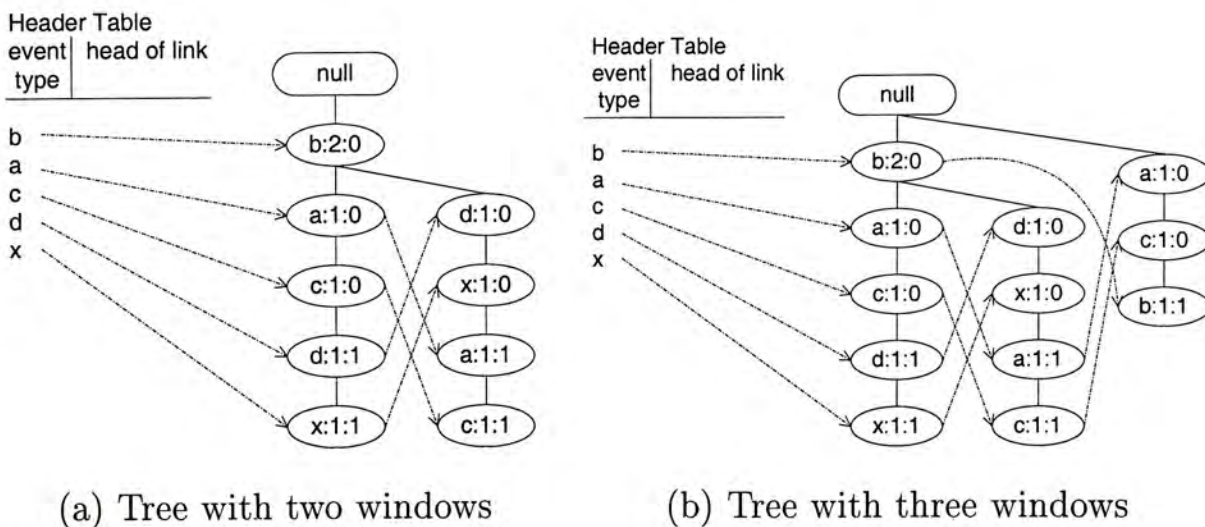 Header Table
event head of link
type
null
b b:2:0
a a:1:0 d:1:0
c c:1:0 x:1:0
d d:1:1 a:1:1
x x:1:1 c:1:1
(a) Tree with two windows
Header Table
event head of link
type
null
b b:2:0 a:1:0
a a:1:0 d:1:0 c:1:0
c c:1:0 x:1:0 b:1:1
d d:1:1 a:1:1
x x:1:1 c:1:1
(b) Tree with three windows